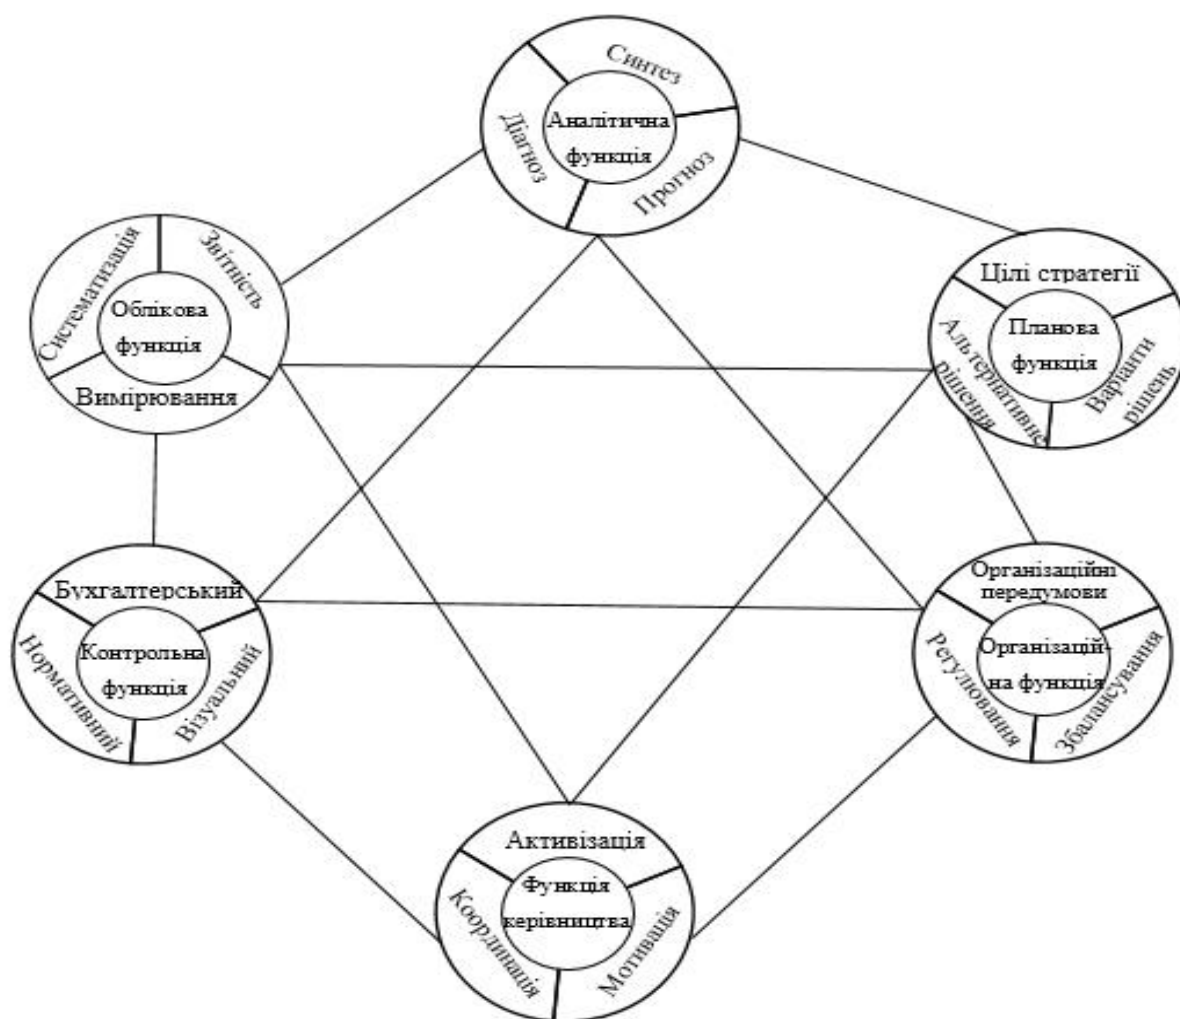 Синтез
Діагноз
Аналітична
функція
Прогноз
Систематизація
Звітність
Облікова
функція
Вимірювання
Цілі стратегії
Альтернативне
рішення
Планова
функція
Варіанти
рішень
Бухгалтерський
Нормативний
Контрольна
функція
Візуальний
Організаційні
передумови
Регулювання
Організацій-
на функція
Збалансування
Активізація
Координація
Функція
керівництва
Мотивація